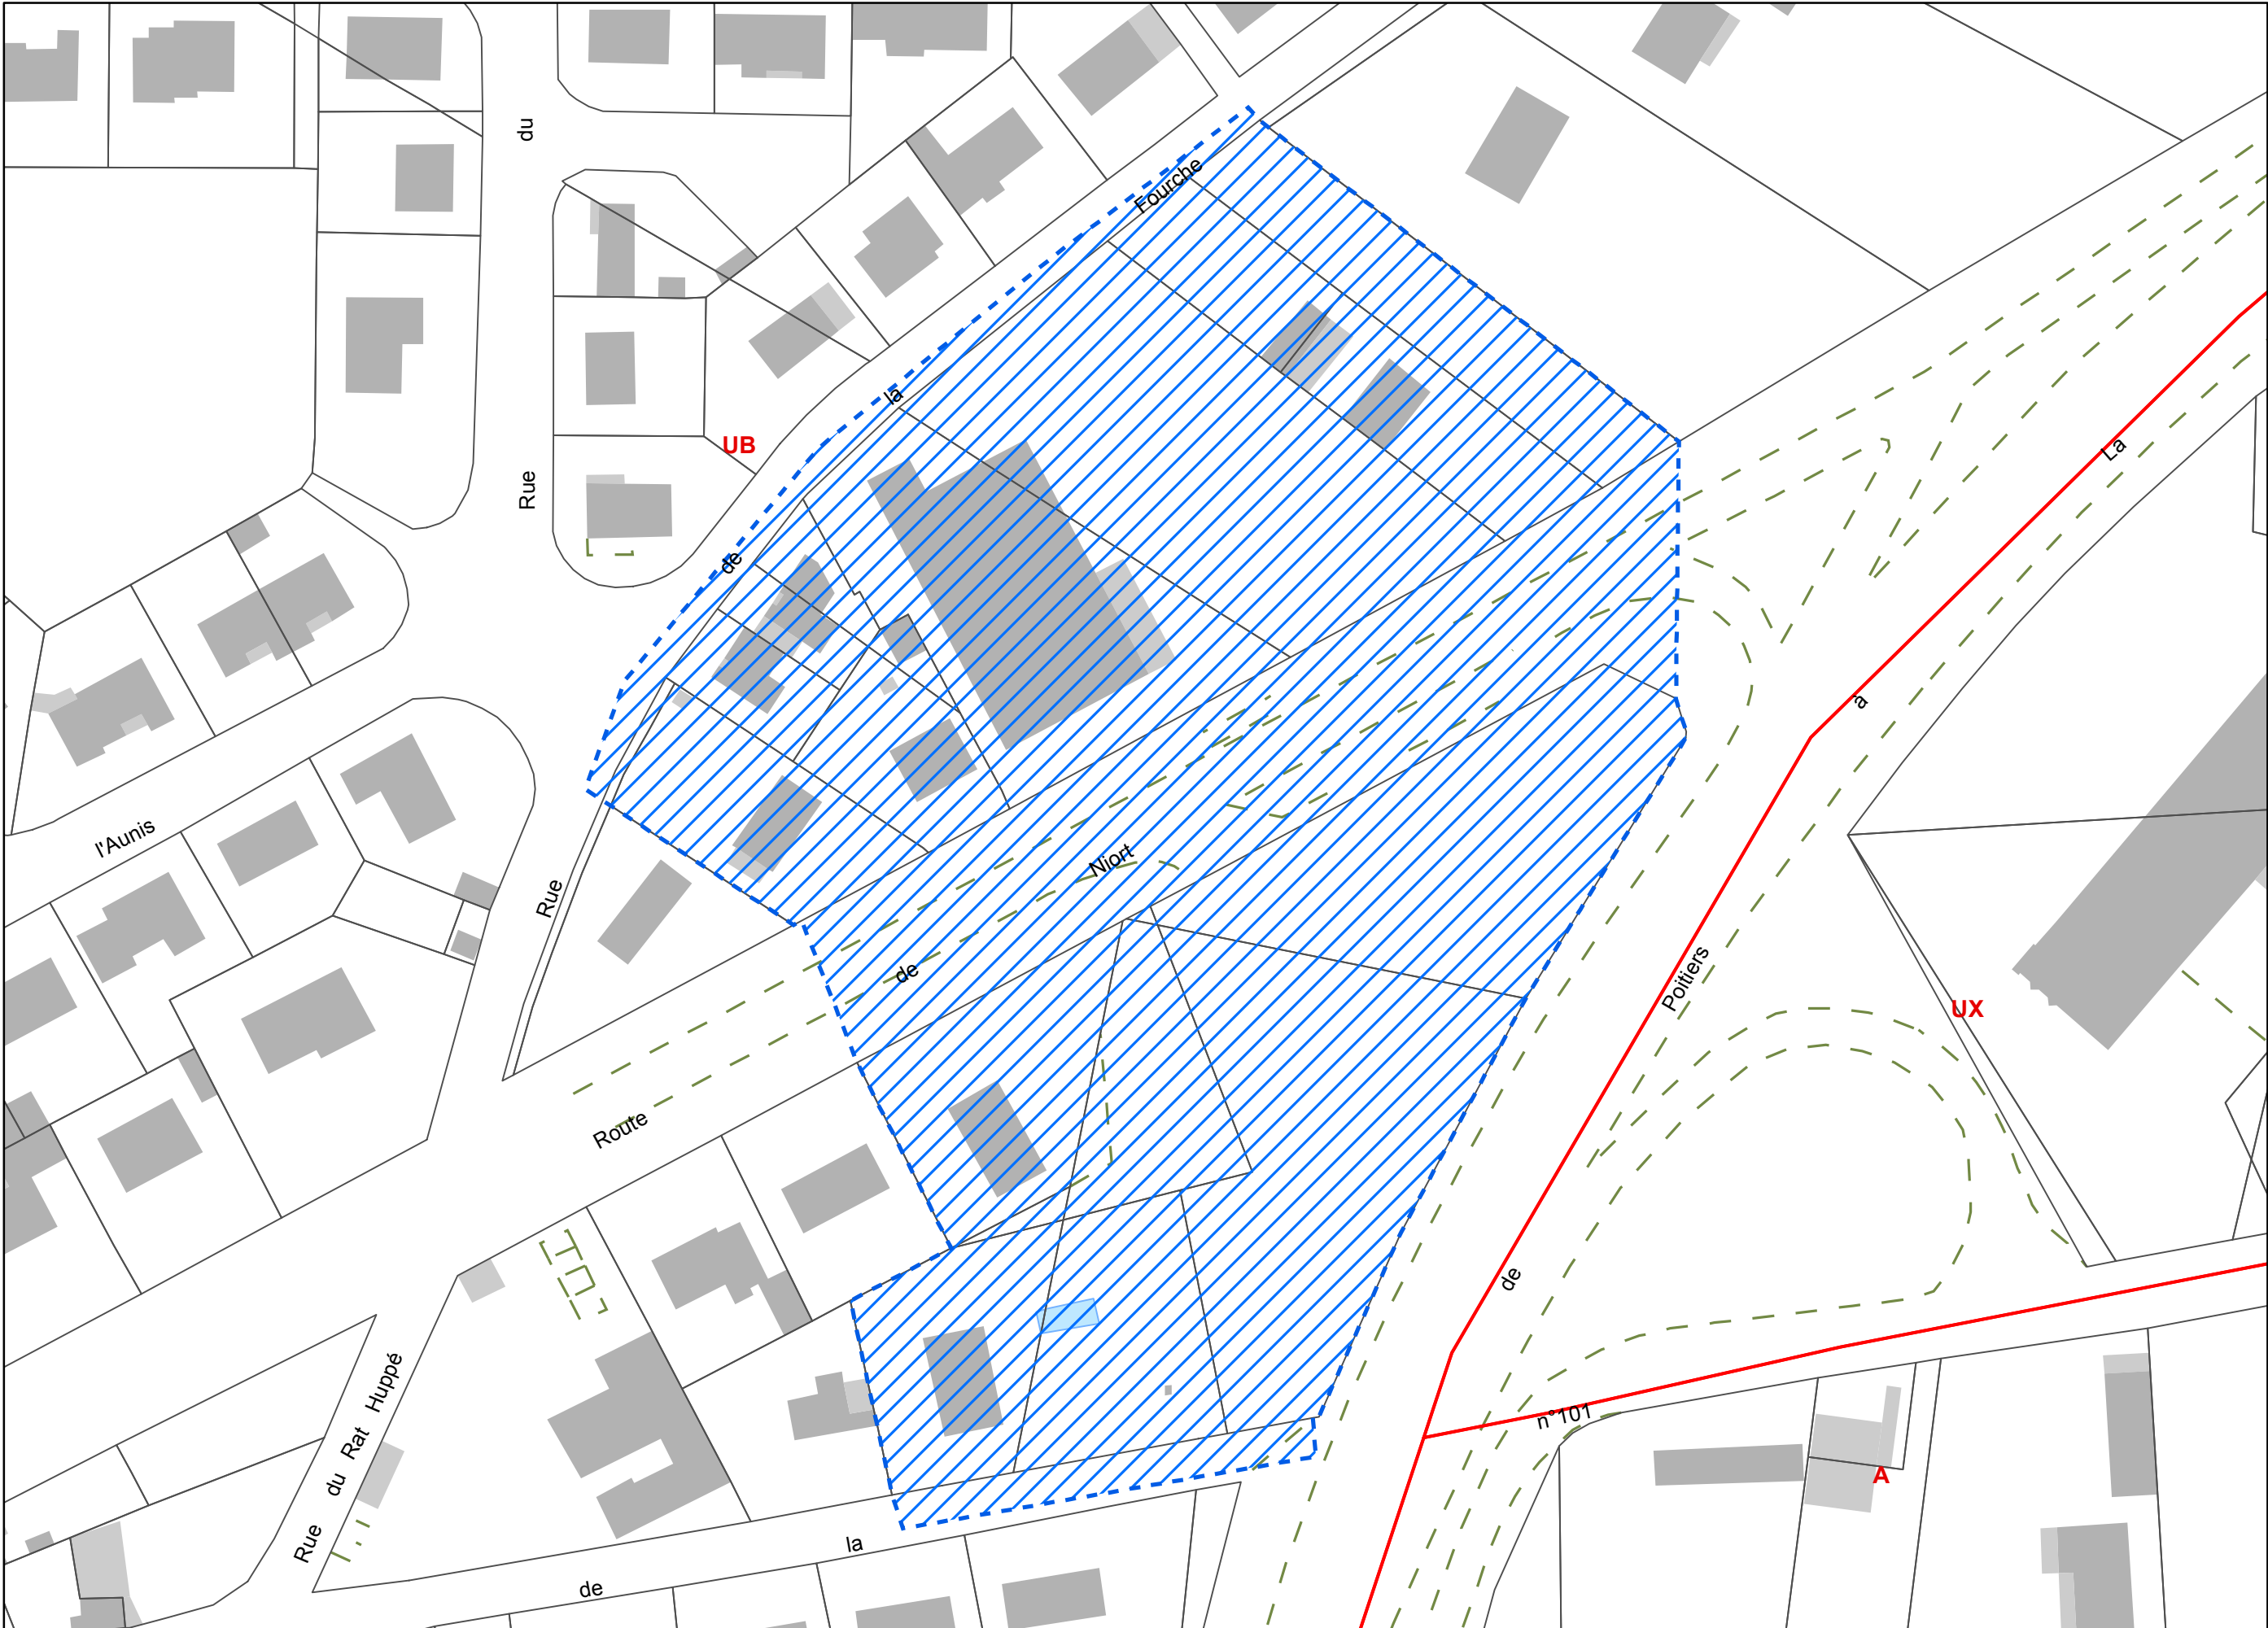 du
Fourche
la
UB
La
Rue
de
a
l'Aunis
Niort
Rue
de
Poitiers
UX
Route
de
n°101
Rue du Rat Huppé
A
la
de